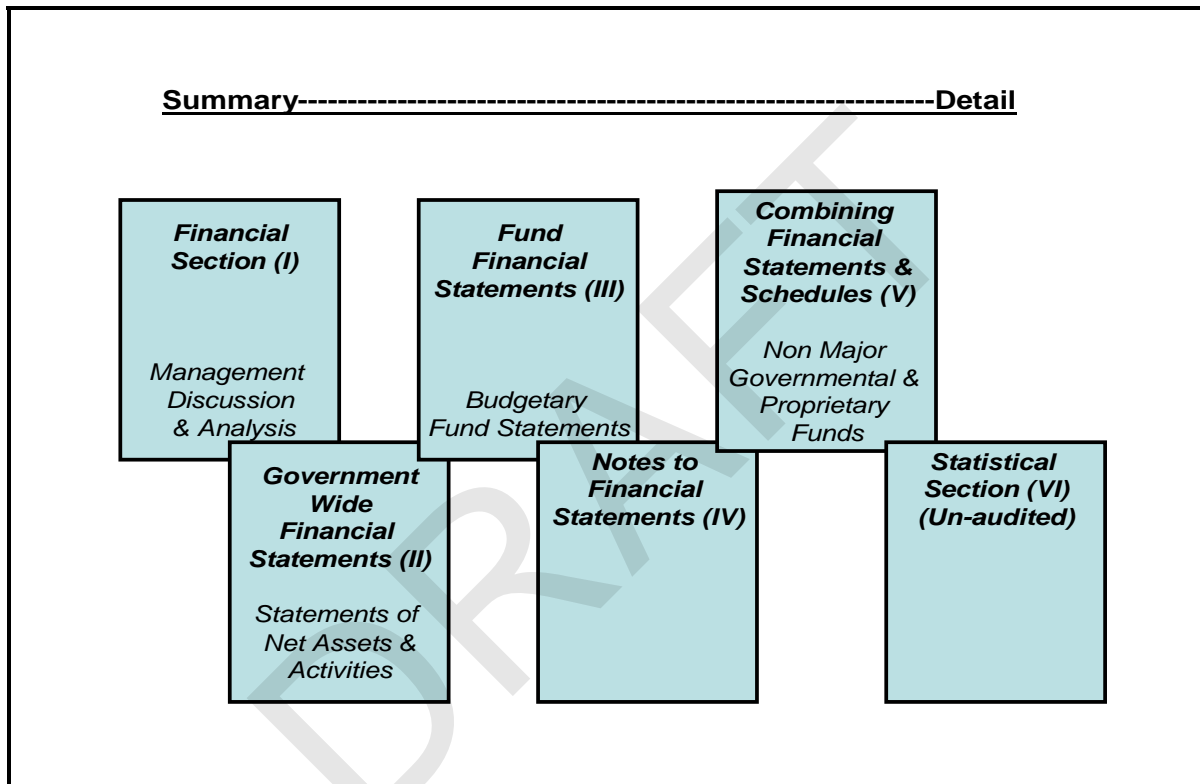 Summary----------------------------------------------------------------Detail
Financial
Section (I)
Management
Discussion
& Analysis
Government
Wide
Financial
Statements (II)
Statements of
Net Assets &
Activities
Fund
Financial
Statements (III)
Budgetary
Fund Statements
Notes to
Financial
Statements (IV)
Combining
Financial
Statements &
Schedules (V)
Non Major
Governmental &
Proprietary
Funds
Statistical
Section (VI)
(Un-audited)
DRAFT